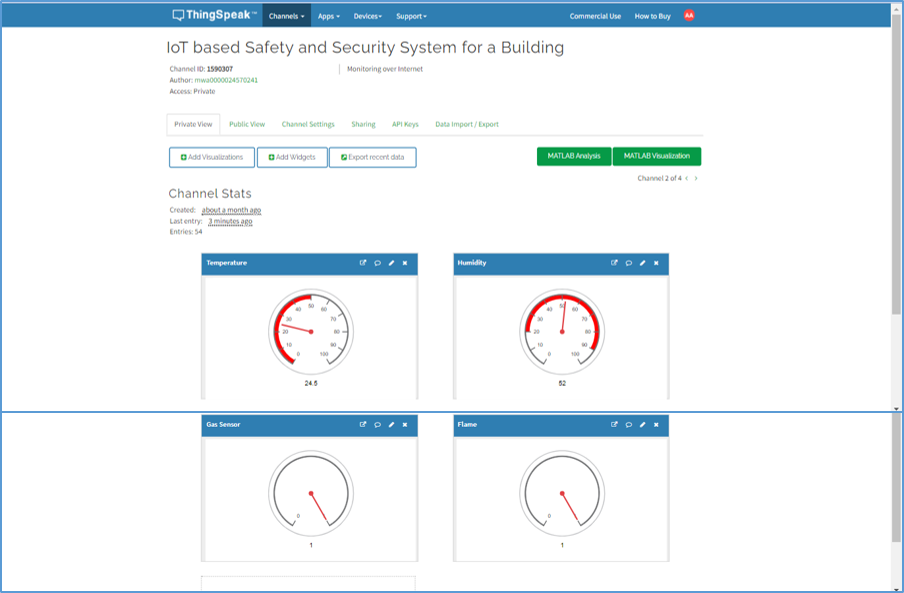 ThingSpeak™ Channels Apps Devices Support Commercial Use How to Buy AA
IoT based Safety and Security System for a Building
Channel ID: 1590307 Monitoring over Internet
Author: mwa0000024570241
Access: Private
Private View Public View Channel Settings Sharing API Keys Data Import / Export
Add Visualizations Add Widgets Export recent data MATLAB Analysis MATLAB Visualization
Channel 2 of 4 < >
Channel Stats
Created: about a month ago
Last entry: 3 minutes ago
Entries: 54
Temperature
0 10 20 30 40 50 60 70 80 90 100
24.5
Humidity
0 10 20 30 40 50 60 70 80 90 100
52
Gas Sensor
0
1
Flame
0
1